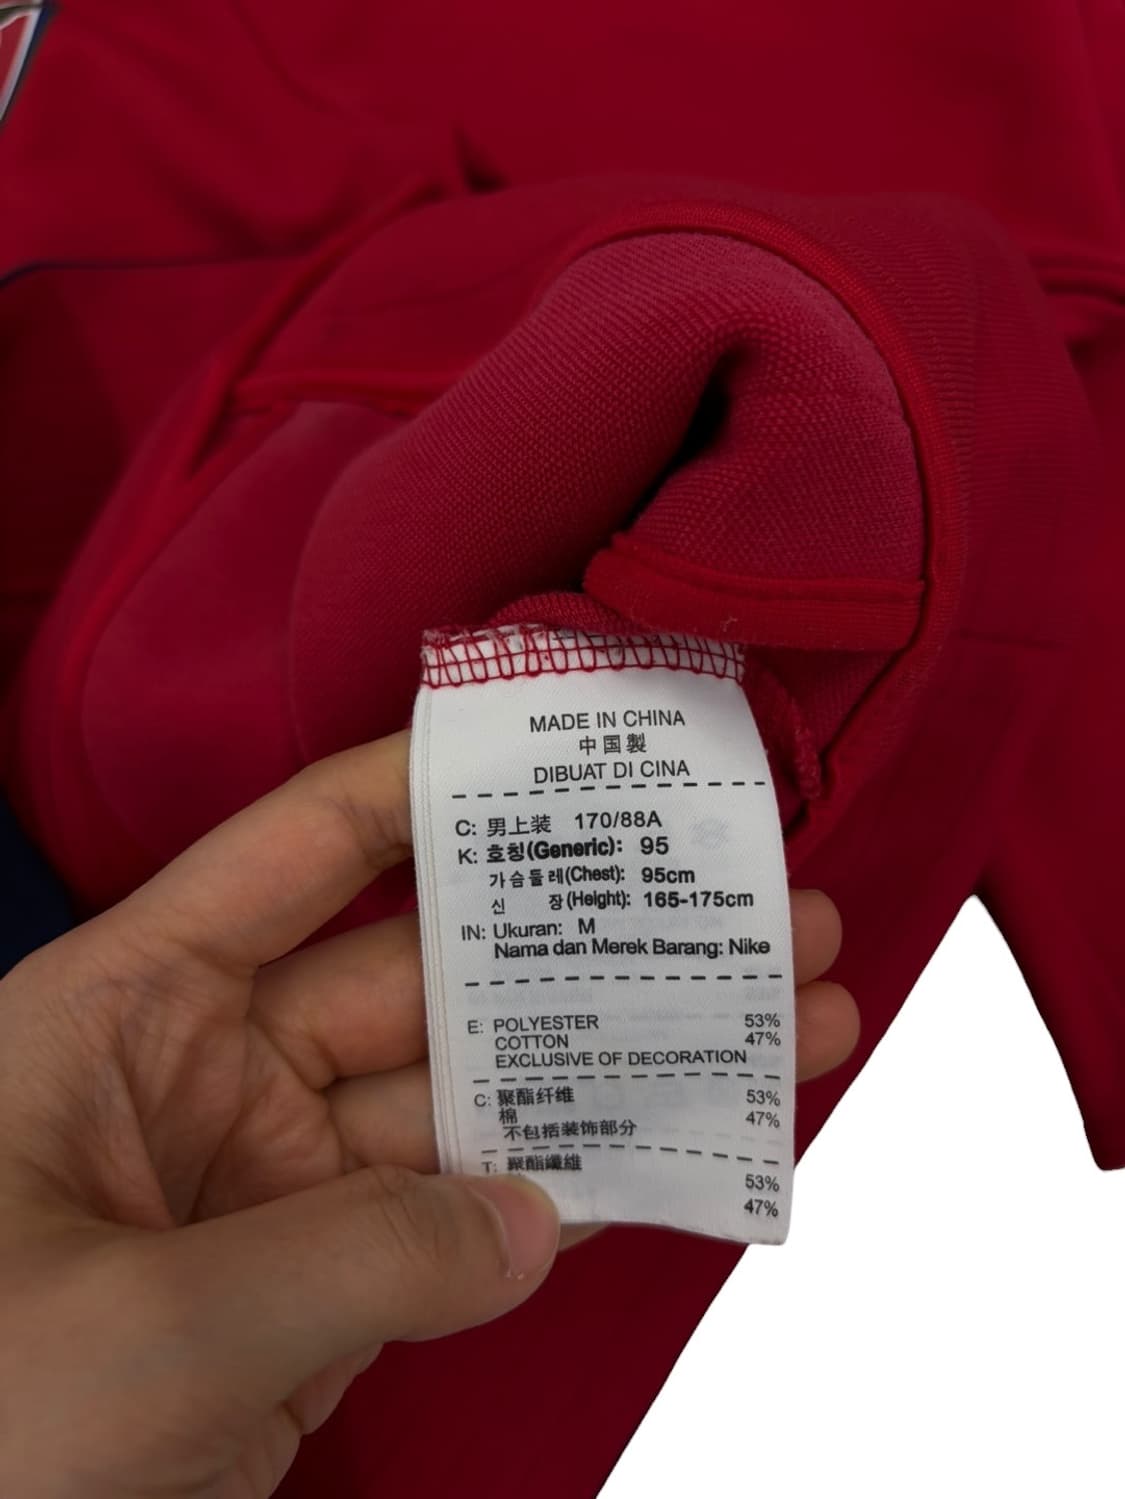 MADE IN CHINA
中国製
DIBUAT DI CINA
C: 男上装 170/88A
K: 호칭(Generic): 95
가슴둘레(Chest): 95cm
신 장(Height): 165-175cm
IN: Ukuran: M
Nama dan Merek Barang: Nike
E: POLYESTER 53%
COTTON 47%
EXCLUSIVE OF DECORATION
C: 聚酯纤维 53%
棉 47%
不包括装饰部分
T: 聚酯纖維 53%
47%